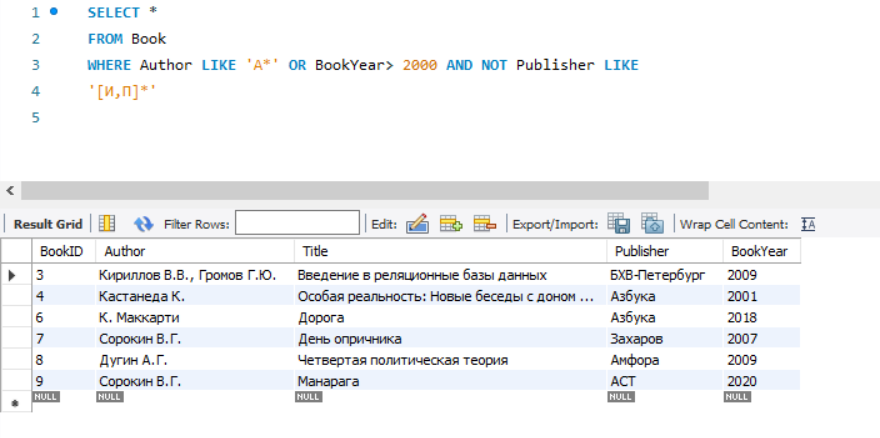 1 SELECT *
2 FROM Book
3 WHERE Author LIKE 'А*' OR BookYear> 2000 AND NOT Publisher LIKE
4 '[И,П]*'
5
Result Grid Filter Rows: Edit: Export/Import: Wrap Cell Content:
BookID Author Title Publisher BookYear
3 Кириллов В.В., Громов Г.Ю. Введение в реляционные базы данных БХВ-Петербург 2009
4 Кастанеда К. Особая реальность: Новые беседы с доном ... Азбука 2001
6 К. Маккарти Дорога Азбука 2018
7 Сорокин В.Г. День опричника Захаров 2007
8 Дугин А.Г. Четвертая политическая теория Амфора 2009
9 Сорокин В.Г. Манарага АСТ 2020
NULL NULL NULL NULL NULL